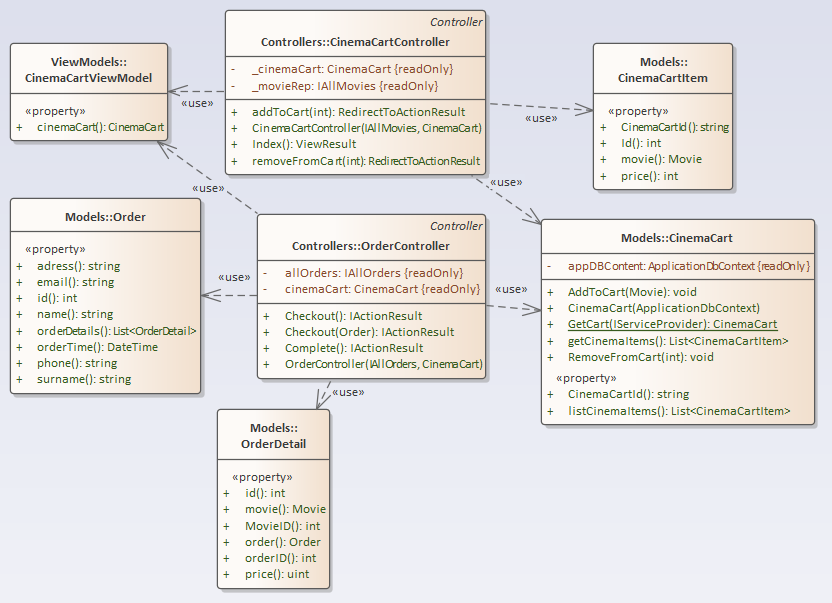 Controller
Controllers::CinemaCartController
- _cinemaCart: CinemaCart {readOnly}
- _movieRep: IAllMovies {readOnly}
+ addToCart(int): RedirectToActionResult
+ CinemaCartController(IAllMovies, CinemaCart)
+ Index(): ViewResult
+ removeFromCart(int): RedirectToActionResult
ViewModels::
CinemaCartViewModel
«property»
+ cinemaCart(): CinemaCart
Models::
CinemaCartItem
«property»
+ CinemaCartId(): string
+ Id(): int
+ movie(): Movie
+ price(): int
«use»
«use»
«use»
«use»
Models::Order
«property»
+ adress(): string
+ email(): string
+ id(): int
+ name(): string
+ orderDetails(): List<OrderDetail>
+ orderTime(): DateTime
+ phone(): string
+ surname(): string
Controller
Controllers::OrderController
- allOrders: IAllOrders {readOnly}
- cinemaCart: CinemaCart {readOnly}
+ Checkout(): IActionResult
+ Checkout(Order): IActionResult
+ Complete(): IActionResult
+ OrderController(IAllOrders, CinemaCart)
Models::CinemaCart
- appDBContent: ApplicationDbContext {readOnly}
+ AddToCart(Movie): void
+ CinemaCart(ApplicationDbContext)
+ GetCart(IServiceProvider): CinemaCart
+ getCinemaItems(): List<CinemaCartItem>
+ RemoveFromCart(int): void
«property»
+ CinemaCartId(): string
+ listCinemaItems(): List<CinemaCartItem>
«use»
«use»
«use»
Models::
OrderDetail
«property»
+ id(): int
+ movie(): Movie
+ MovieID(): int
+ order(): Order
+ orderID(): int
+ price(): uint